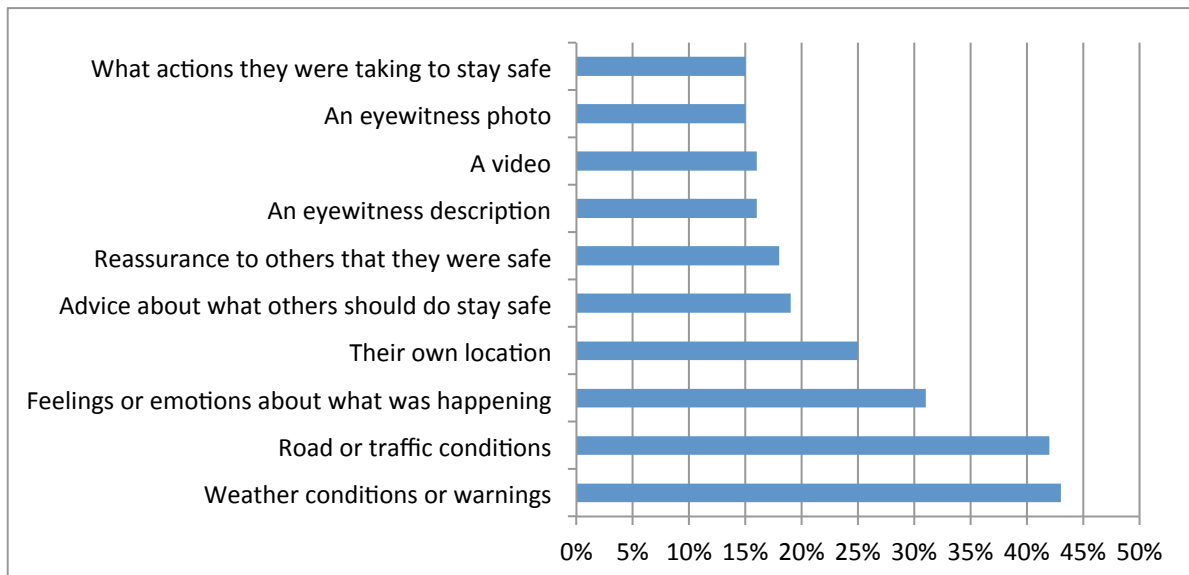 What actions they were taking to stay safe
An eyewitness photo
A video
An eyewitness description
Reassurance to others that they were safe
Advice about what others should do stay safe
Their own location
Feelings or emotions about what was happening
Road or traffic conditions
Weather conditions or warnings
0% 5% 10% 15% 20% 25% 30% 35% 40% 45% 50%